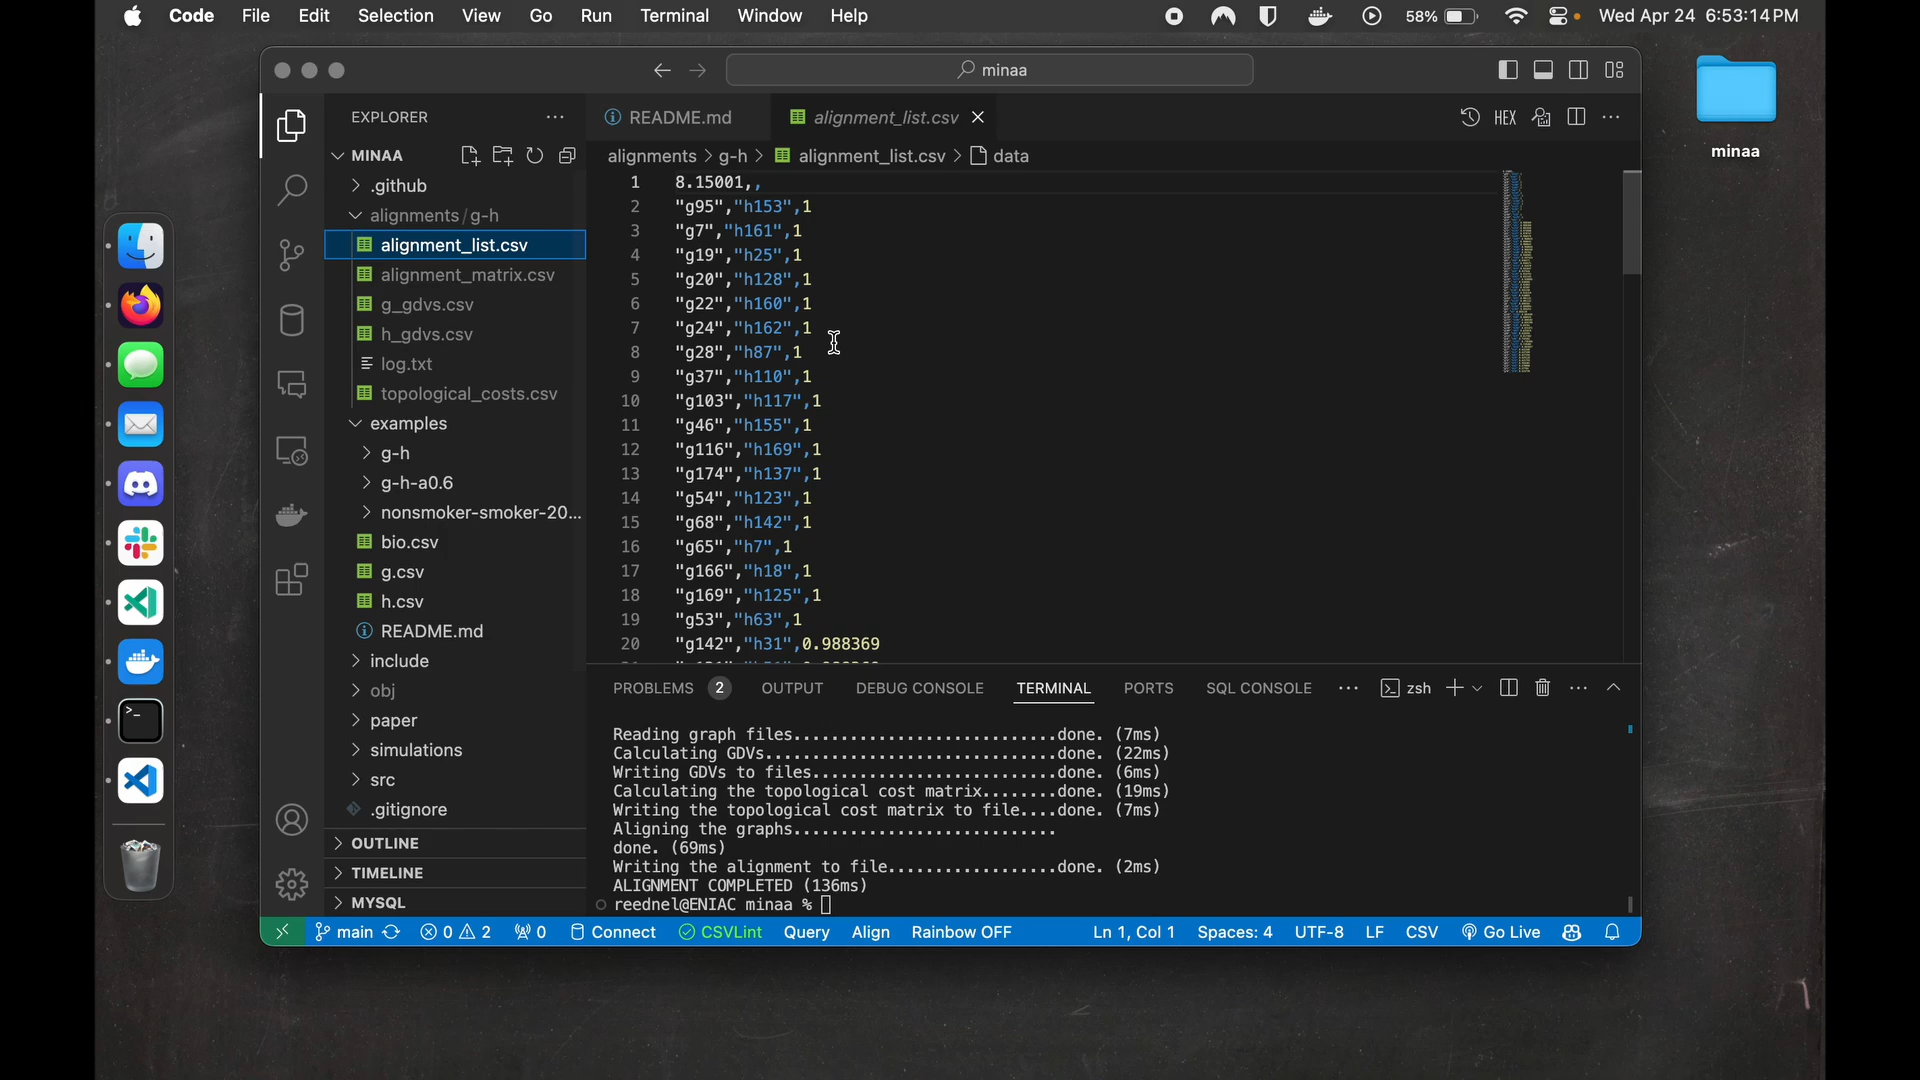 Code File Edit Selection View Go Run Terminal Window Help 58% Wed Apr 24 6:53:14 PM
minaa
minaa
EXPLORER
README.md
alignment_list.csv
HEX
MINAA
alignments > g-h > alignment_list.csv > data
.github
alignments/g-h
alignment_list.csv
alignment_matrix.csv
g_gdvs.csv
h_gdvs.csv
log.txt
topological_costs.csv
examples
g-h
g-h-a0.6
nonsmoker-smoker-20...
bio.csv
g.csv
h.csv
README.md
include
obj
paper
simulations
src
.gitignore
OUTLINE
TIMELINE
MYSQL
1 8.15001,,
2 "g95","h153",1
3 "g7","h161",1
4 "g19","h25",1
5 "g20","h128",1
6 "g22","h160",1
7 "g24","h162",1
8 "g28","h87",1
9 "g37","h110",1
10 "g103","h117",1
11 "g46","h155",1
12 "g116","h169",1
13 "g174","h137",1
14 "g54","h123",1
15 "g68","h142",1
16 "g65","h7",1
17 "g166","h18",1
18 "g169","h125",1
19 "g53","h63",1
20 "g142","h31",0.988369
PROBLEMS 2 OUTPUT DEBUG CONSOLE TERMINAL PORTS SQL CONSOLE ··· zsh
Reading graph files...........................done. (7ms)
Calculating GDVs..............................done. (22ms)
Writing GDVs to files.........................done. (6ms)
Calculating the topological cost matrix........done. (19ms)
Writing the topological cost matrix to file....done. (7ms)
Aligning the graphs...........................
done. (69ms)
Writing the alignment to file.................done. (2ms)
ALIGNMENT COMPLETED (136ms)
reednel@ENIAC minaa %
main 0 2 0 Connect CSVLint Query Align Rainbow OFF Ln 1, Col 1 Spaces: 4 UTF-8 LF CSV Go Live